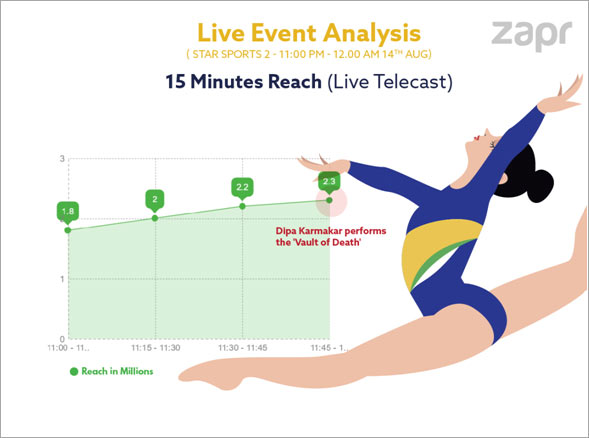 Live Event Analysis
zapr
( STAR SPORTS 2 - 11:00 PM - 12.00 AM 14TH AUG)
15 Minutes Reach (Live Telecast)
3
2.3
2.2
2
1.8
Dipa Karmakar performs
the 'Vault of Death'
1
0
11:00 - 11..
11:15 - 11:30
11:30 - 11:45
11:45 - 1..
Reach in Millions